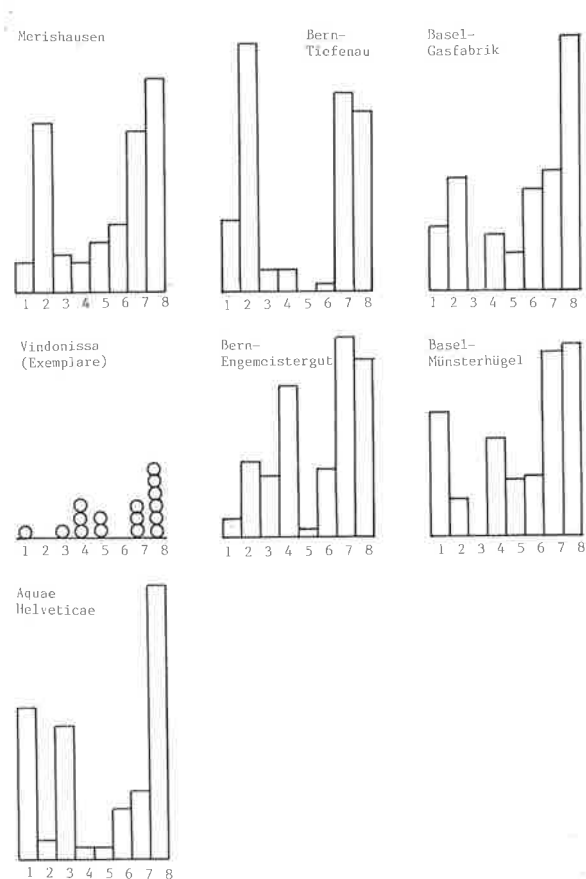 Merishausen
Bern-
Tiefenau
Basel-
Gasfabrik
1 2 3 4 5 6 7 8
1 2 3 4 5 6 7 8
1 2 3 4 5 6 7 8
Vindonissa
(Exemplare)
Bern-
Engemeistergut
Basel-
Münsterhügel
1 2 3 4 5 6 7 8
1 2 3 4 5 6 7 8
1 2 3 4 5 6 7 8
Aquae
Helveticae
1 2 3 4 5 6 7 8